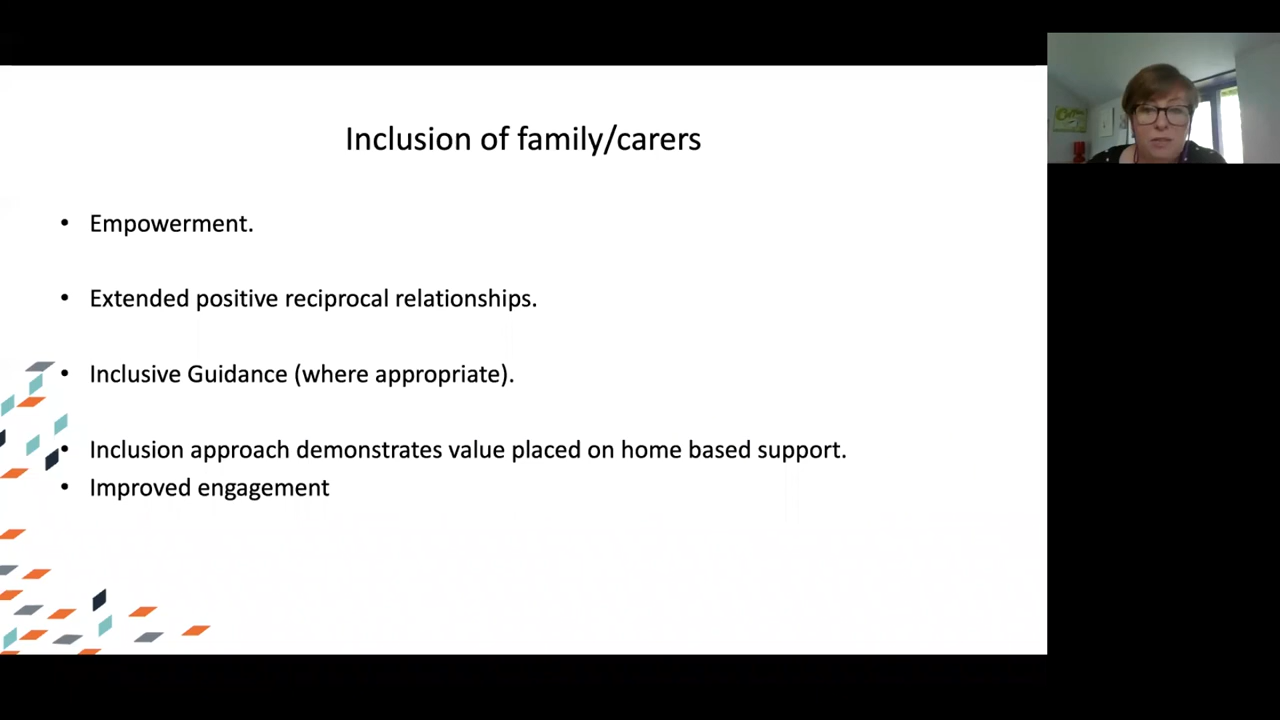 Inclusion of family/carers
• Empowerment.
• Extended positive reciprocal relationships.
• Inclusive Guidance (where appropriate).
• Inclusion approach demonstrates value placed on home based support.
• Improved engagement